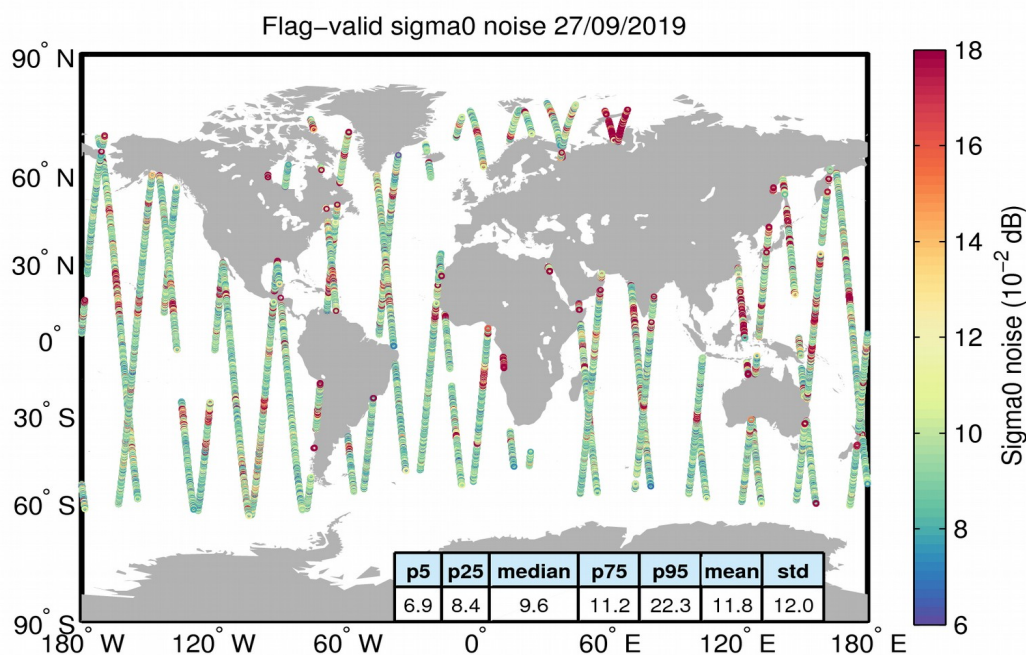 Flag−valid sigma0 noise 27/09/2019
90° N
60° N
30° N
0°
30° S
60° S
90° S
180° W
120° W
60° W
0°
60° E
120° E
180° E
p5 p25 median p75 p95 mean std
6.9 8.4 9.6 11.2 22.3 11.8 12.0
18
16
14
12
10
8
6
Sigma0 noise (10⁻² dB)